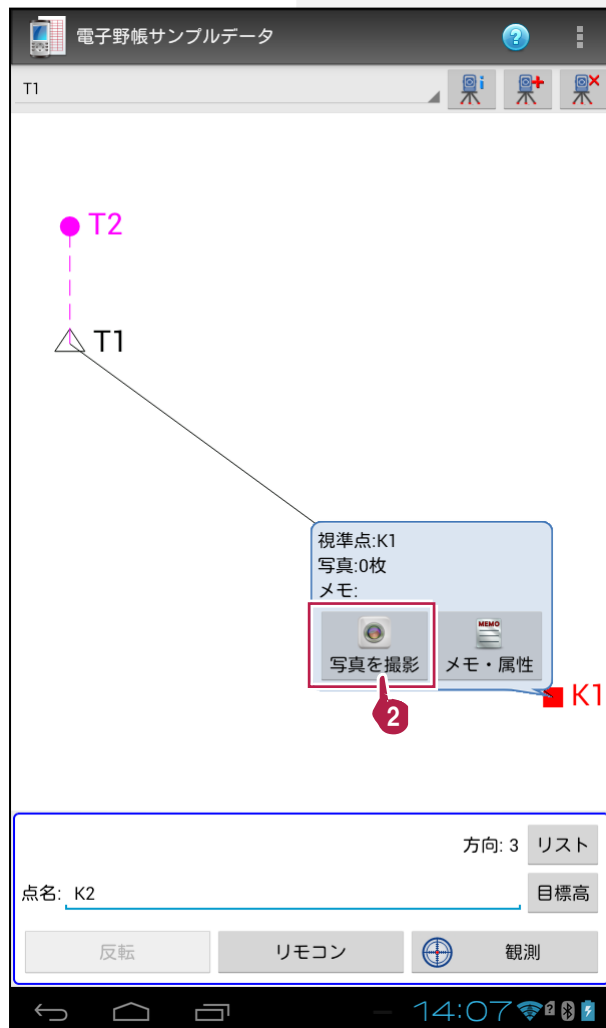 電子野帳サンプルデータ
T1
T2
T1
視準点:K1
写真:0枚
メモ:
MEMO
写真を撮影
メモ・属性
2
K1
方向: 3
リスト
点名: K2
目標高
反転
リモコン
観測
14:07